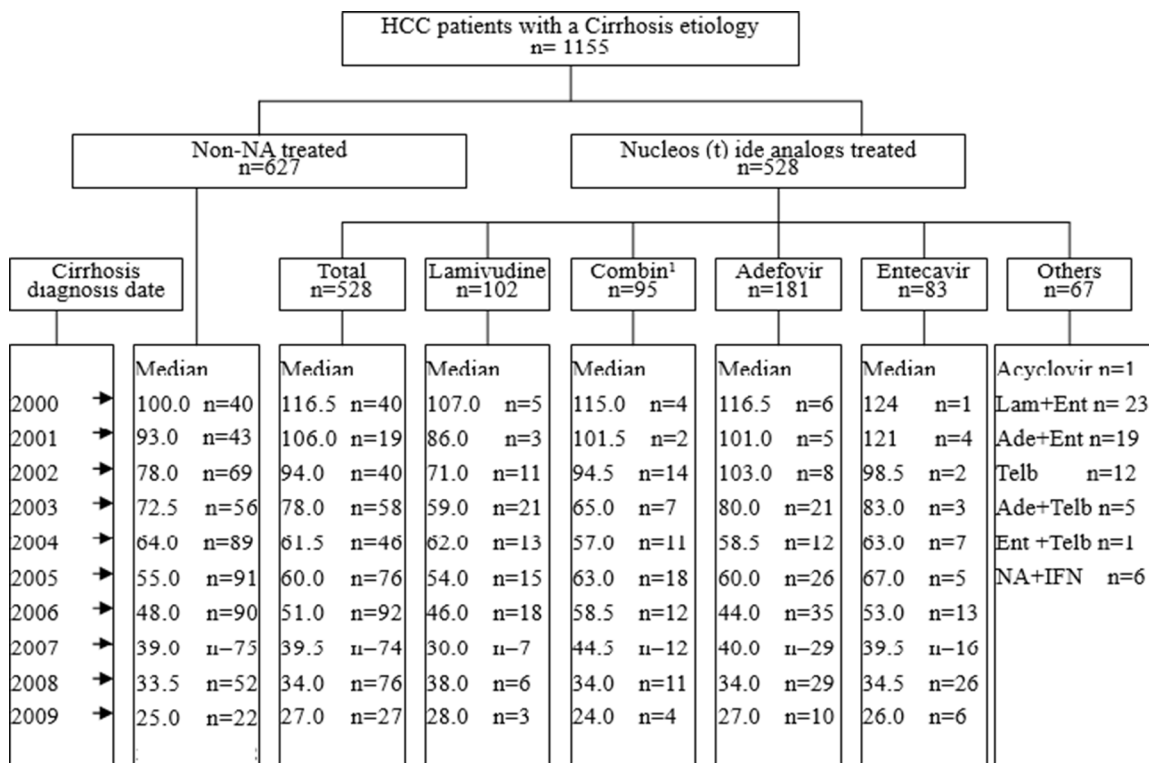 HCC patients with a Cirrhosis etiology
n= 1155
Non-NA treated
n=627
Nucleos (t) ide analogs treated
n=528
Cirrhosis
diagnosis date
Total
n=528
Lamivudine
n=102
Combin¹
n=95
Adefovir
n=181
Entecavir
n=83
Others
n=67
Median Median Median Median Median Median Acyclovir n=1
2000 100.0 n=40 116.5 n=40 107.0 n=5 115.0 n=4 116.5 n=6 124 n=1 Lam+Ent n= 23
2001 93.0 n=43 106.0 n=19 86.0 n=3 101.5 n=2 101.0 n=5 121 n=4 Ade+Ent n=19
2002 78.0 n=69 94.0 n=40 71.0 n=11 94.5 n=14 103.0 n=8 98.5 n=2 Telb n=12
2003 72.5 n=56 78.0 n=58 59.0 n=21 65.0 n=7 80.0 n=21 83.0 n=3 Ade+Telb n=5
2004 64.0 n=89 61.5 n=46 62.0 n=13 57.0 n=11 58.5 n=12 63.0 n=7 Ent +Telb n=1
2005 55.0 n=91 60.0 n=76 54.0 n=15 63.0 n=18 60.0 n=26 67.0 n=5 NA+IFN n=6
2006 48.0 n=90 51.0 n=92 46.0 n=18 58.5 n=12 44.0 n=35 53.0 n=13
2007 39.0 n=75 39.5 n=74 30.0 n=7 44.5 n=12 40.0 n=29 39.5 n=16
2008 33.5 n=52 34.0 n=76 38.0 n=6 34.0 n=11 34.0 n=29 34.5 n=26
2009 25.0 n=22 27.0 n=27 28.0 n=3 24.0 n=4 27.0 n=10 26.0 n=6